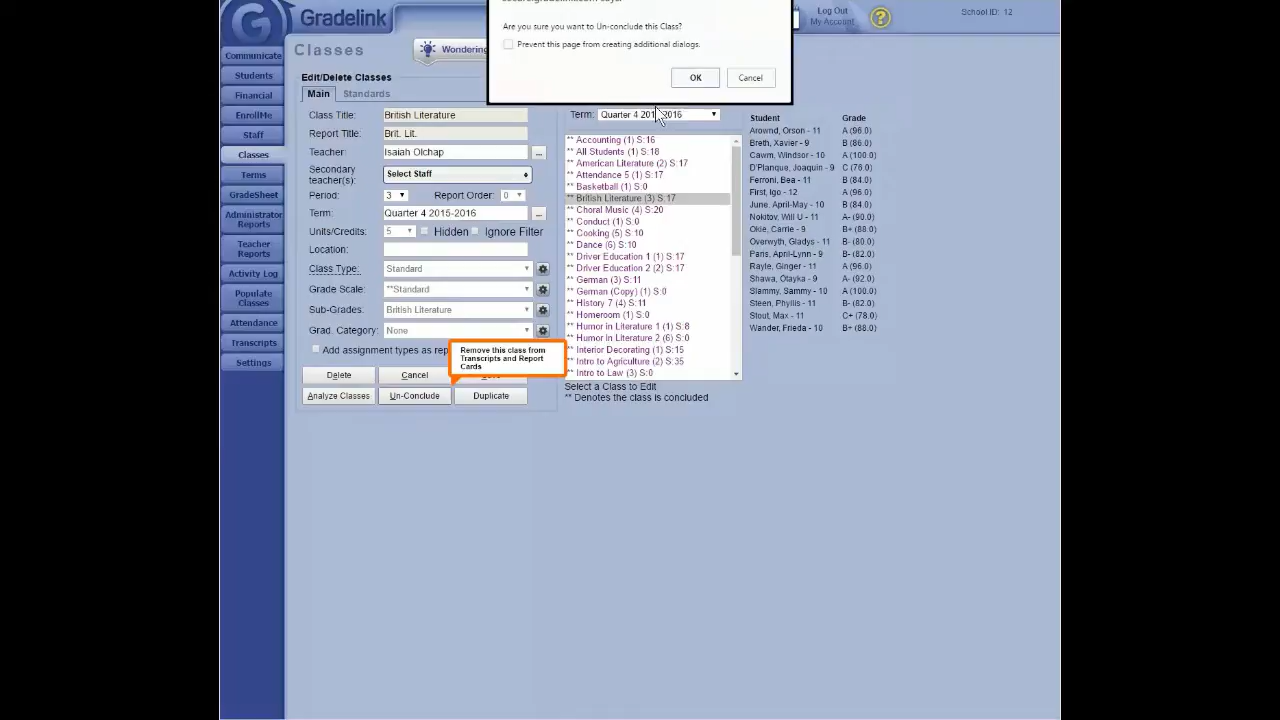 Gradelink
Log Out
My Account
School ID: 12
Are you sure you want to Un-conclude this Class?
Prevent this page from creating additional dialogs.
OK
Cancel
Communicate
Students
Financial
EnrollMe
Staff
Classes
Terms
GradeSheet
Administrator
Reports
Teacher
Reports
Activity Log
Populate
Classes
Attendance
Transcripts
Settings
Classes
Wondering
Edit/Delete Classes
Main
Standards
Class Title: British Literature
Report Title: Brit. Lit.
Teacher: Isaiah Olchap ...
Secondary
teacher(s):
Select Staff
Period: 3 Report Order: 0
Term: Quarter 4 2015-2016 ...
Units/Credits: 5 Hidden Ignore Filter
Location:
Class Type: Standard
Grade Scale: **Standard
Sub-Grades: British Literature
Grad. Category: None
Add assignment types as rep
Remove this class from
Transcripts and Report
Cards
Delete
Cancel
Analyze Classes
Un-Conclude
Duplicate
Term: Quarter 4 2015-2016
** Accounting (1) S:16
** All Students (1) S:18
** American Literature (2) S:17
** Attendance 5 (1) S:17
** Basketball (1) S:0
** British Literature (3) S:17
** Choral Music (4) S:20
** Conduct (1) S:0
** Cooking (5) S:10
** Dance (6) S:10
** Driver Education 1 (1) S:17
** Driver Education 2 (2) S:17
** German (3) S:11
** German (Copy) (1) S:0
** History 7 (4) S:11
** Homeroom (1) S:0
** Humor in Literature 1 (1) S:8
** Humor in Literature 2 (6) S:0
** Interior Decorating (1) S:15
** Intro to Agriculture (2) S:35
** Intro to Law (3) S:0
Select a Class to Edit
** Denotes the class is concluded
Student Grade
Arownd, Orson - 11 A (96.0)
Breth, Xavier - 10 B (86.0)
Cawm, Windsor - 10 A (100.0)
D'Planque, Joaquin - 9 C (76.0)
Ferroni, Bea - 11 B (84.0)
First, Igo - 12 A (96.0)
June, April-May - 10 B (84.0)
Nokitov, Will U - 11 A- (90.0)
Okie, Carrie - 9 B+ (88.0)
Overwyth, Gladys - 11 B- (80.0)
Paris, April-Lynn - 9 B- (82.0)
Rayle, Ginger - 11 A (96.0)
Shawa, Otayka - 9 A- (92.0)
Slammy, Sammy - 10 A (100.0)
Steen, Phyllis - 11 B- (82.0)
Stout, Max - 11 C+ (78.0)
Wander, Frieda - 10 B+ (88.0)